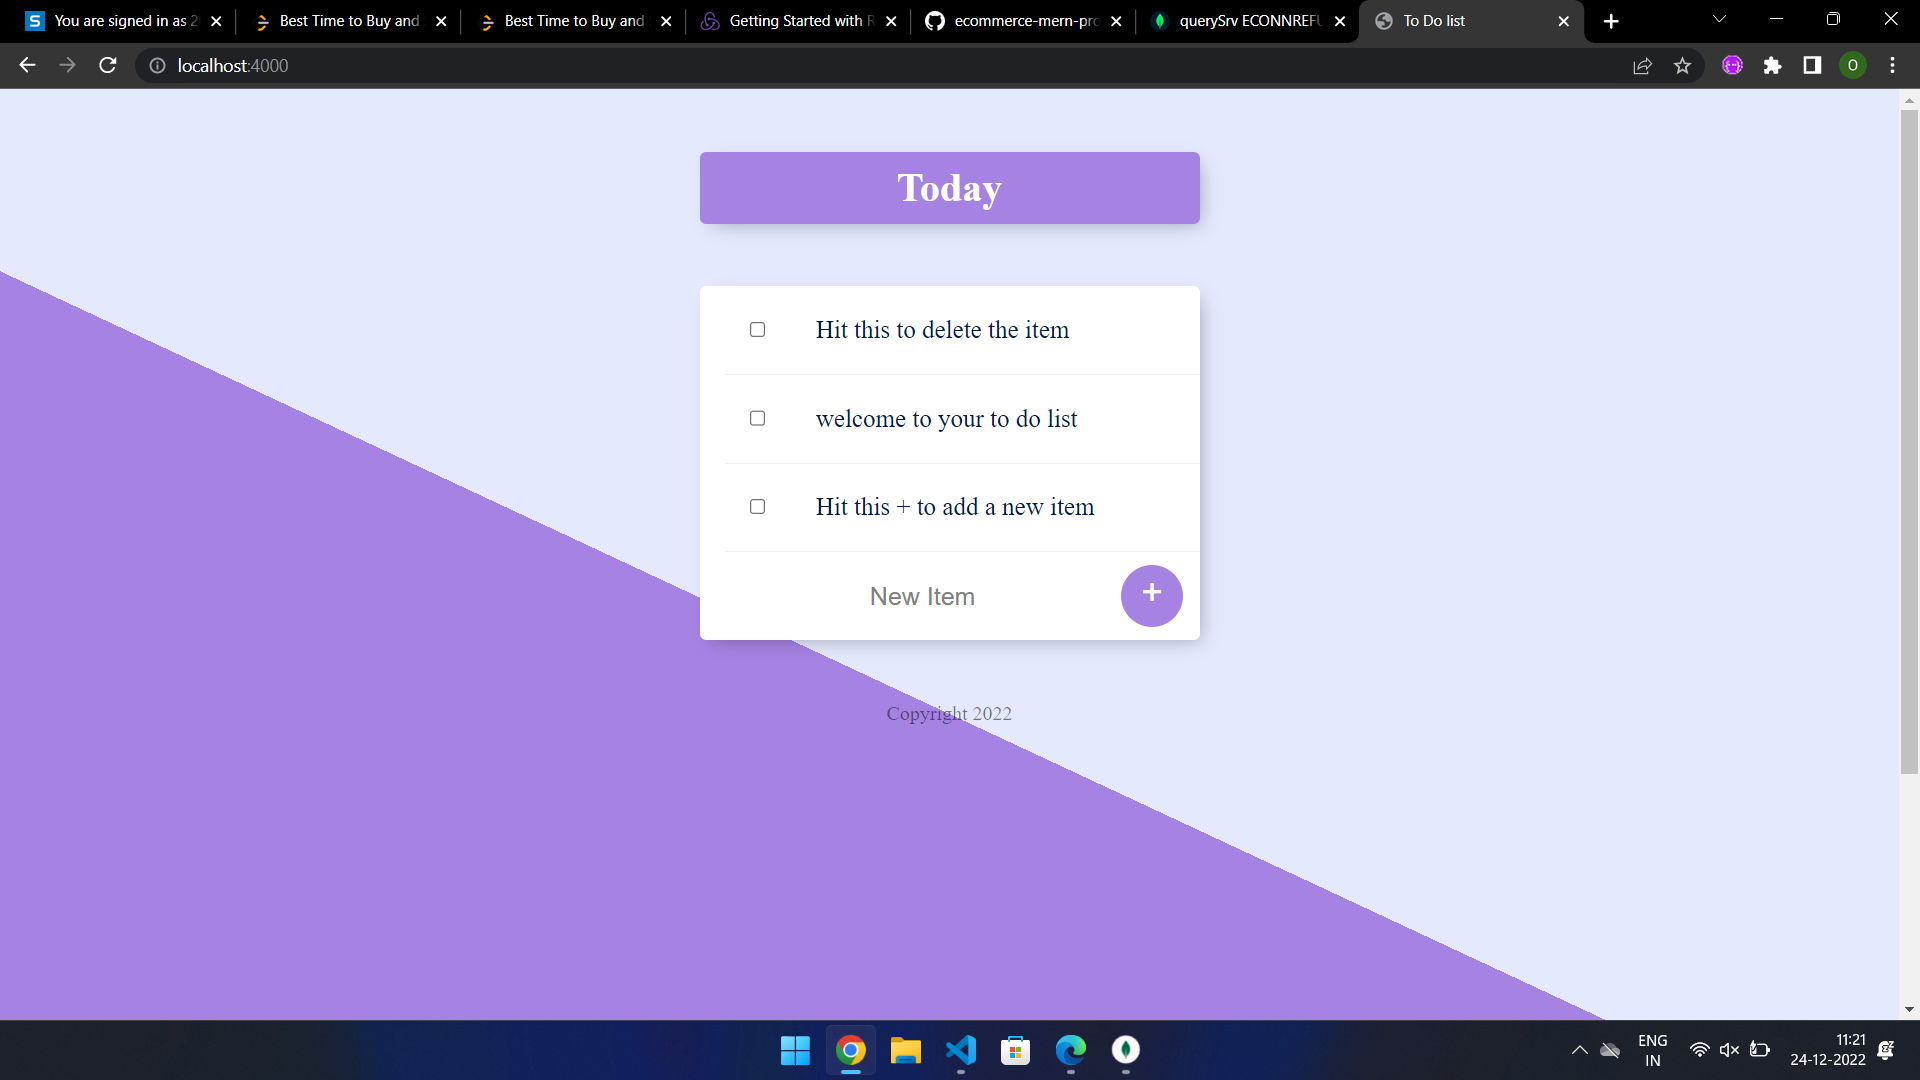 You are signed in as 2
Best Time to Buy and
Best Time to Buy and
Getting Started with
ecommerce-mern-pro
querySrv ECONNREFU
To Do list
localhost:4000
O
Today
Hit this to delete the item
welcome to your to do list
Hit this + to add a new item
New Item
+
Copyright 2022
ENG
IN
11:21
24-12-2022